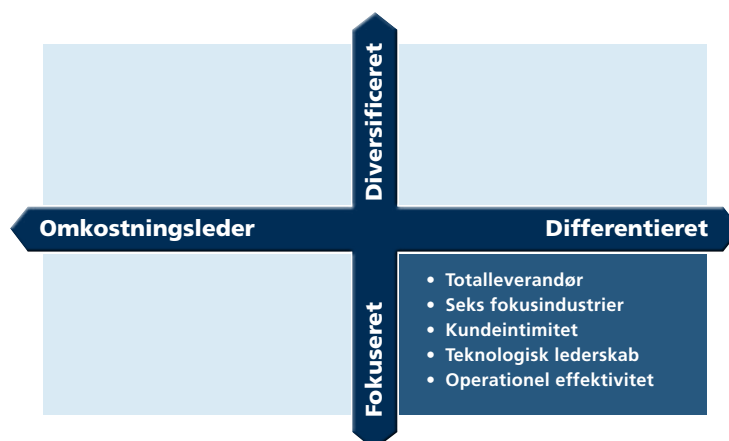 Diversificeret
Omkostningsleder
Differentieret
Fokuseret
• Totalleverandør
• Seks fokusindustrier
• Kundeintimitet
• Teknologisk lederskab
• Operationel effektivitet